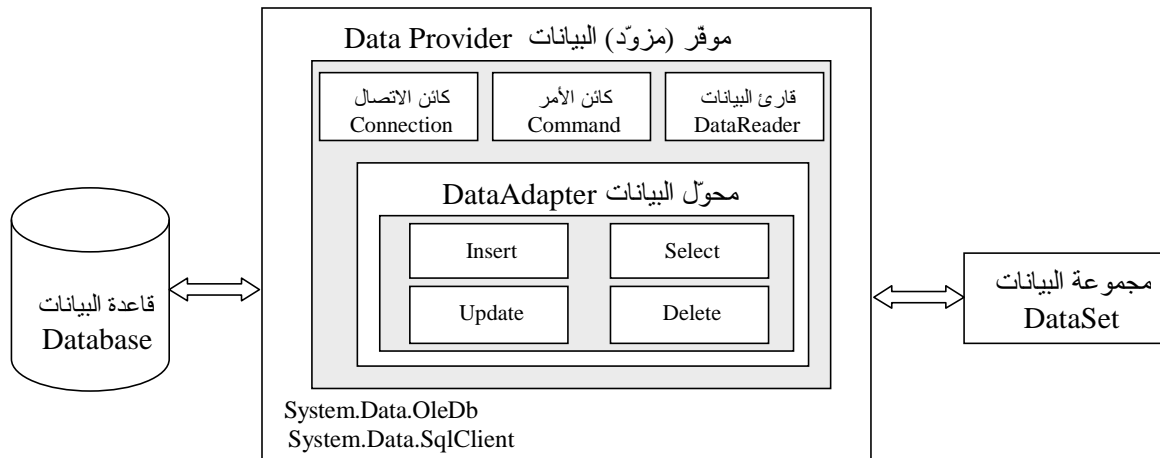 موفّر (مزوّد) البيانات Data Provider
كائن الاتصال
Connection
كائن الأمر
Command
قارئ البيانات
DataReader
محوّل البيانات DataAdapter
Insert
Select
Update
Delete
قاعدة البيانات
Database
مجموعة البيانات
DataSet
System.Data.OleDb
System.Data.SqlClient